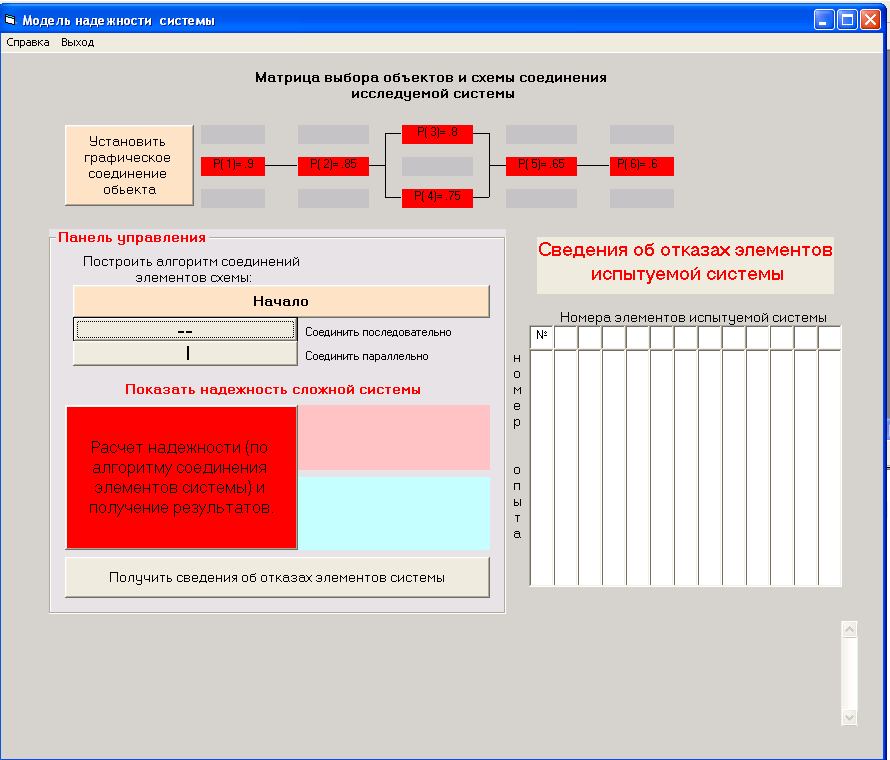 Модель надежности системы
Справка Выход
Матрица выбора объектов и схемы соединения
исследуемой системы
Установить
графическое
соединение
обьекта
P( 3)= .8
P( 1)= .9 P( 2)= .85 P( 5)= .65 P( 6)= .6
P( 4)= .75
Панель управления
Построить алгоритм соединений
элементов схемы:
Начало
-- Соединить последовательно
| Соединить параллельно
Показать надежность сложной системы
Расчет надежности (по
алгоритму соединения
элементов системы) и
получение результатов.
Получить сведения об отказах элементов системы
Сведения об отказах элементов
испытуемой системы
Номера элементов испытуемой системы
№
н
о
м
е
р
о
п
ы
т
а